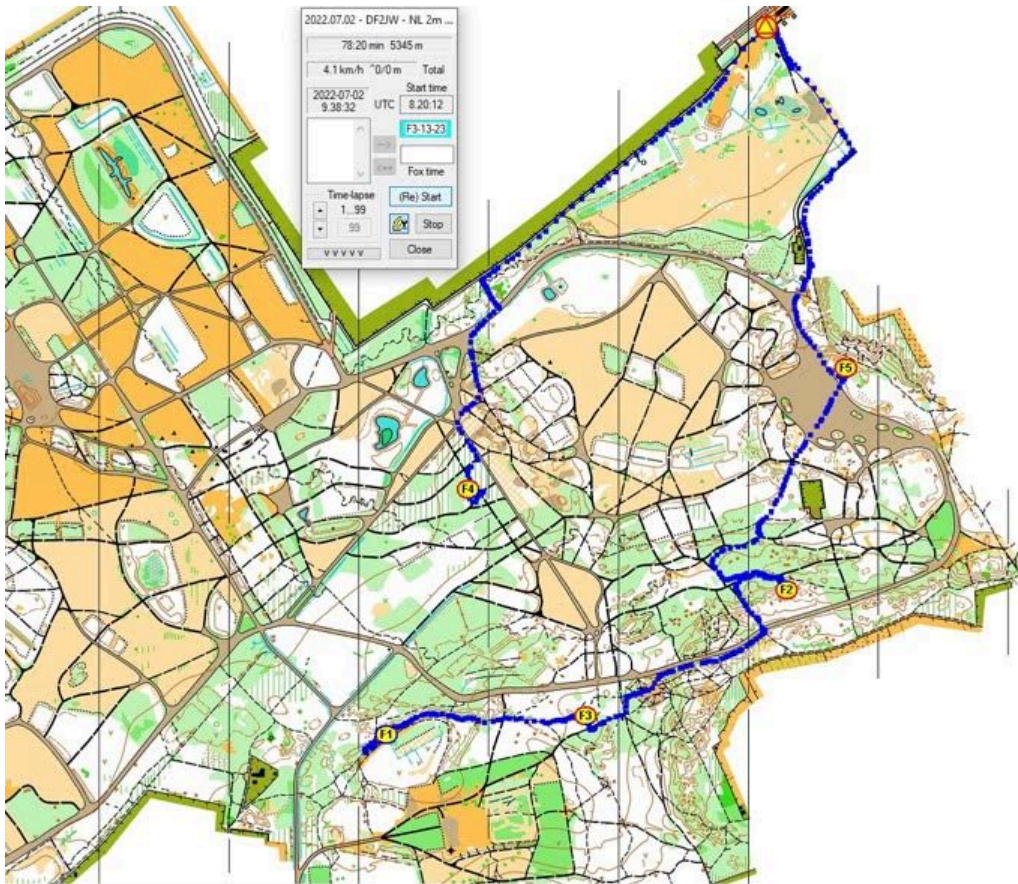 2022.07.02 - DF2JW - NL 2m ...
78:20 min 5345 m
4.1 km/h ^0/0 m Total
Start time
2022-07-02
9.38:32 UTC 8.20:12
F3-13-23
-->
<--
Fox time
Time-lapse
1...99
99
(Re) Start
Stop
v v v v v
Close
F5
F4
F2
F3
F1